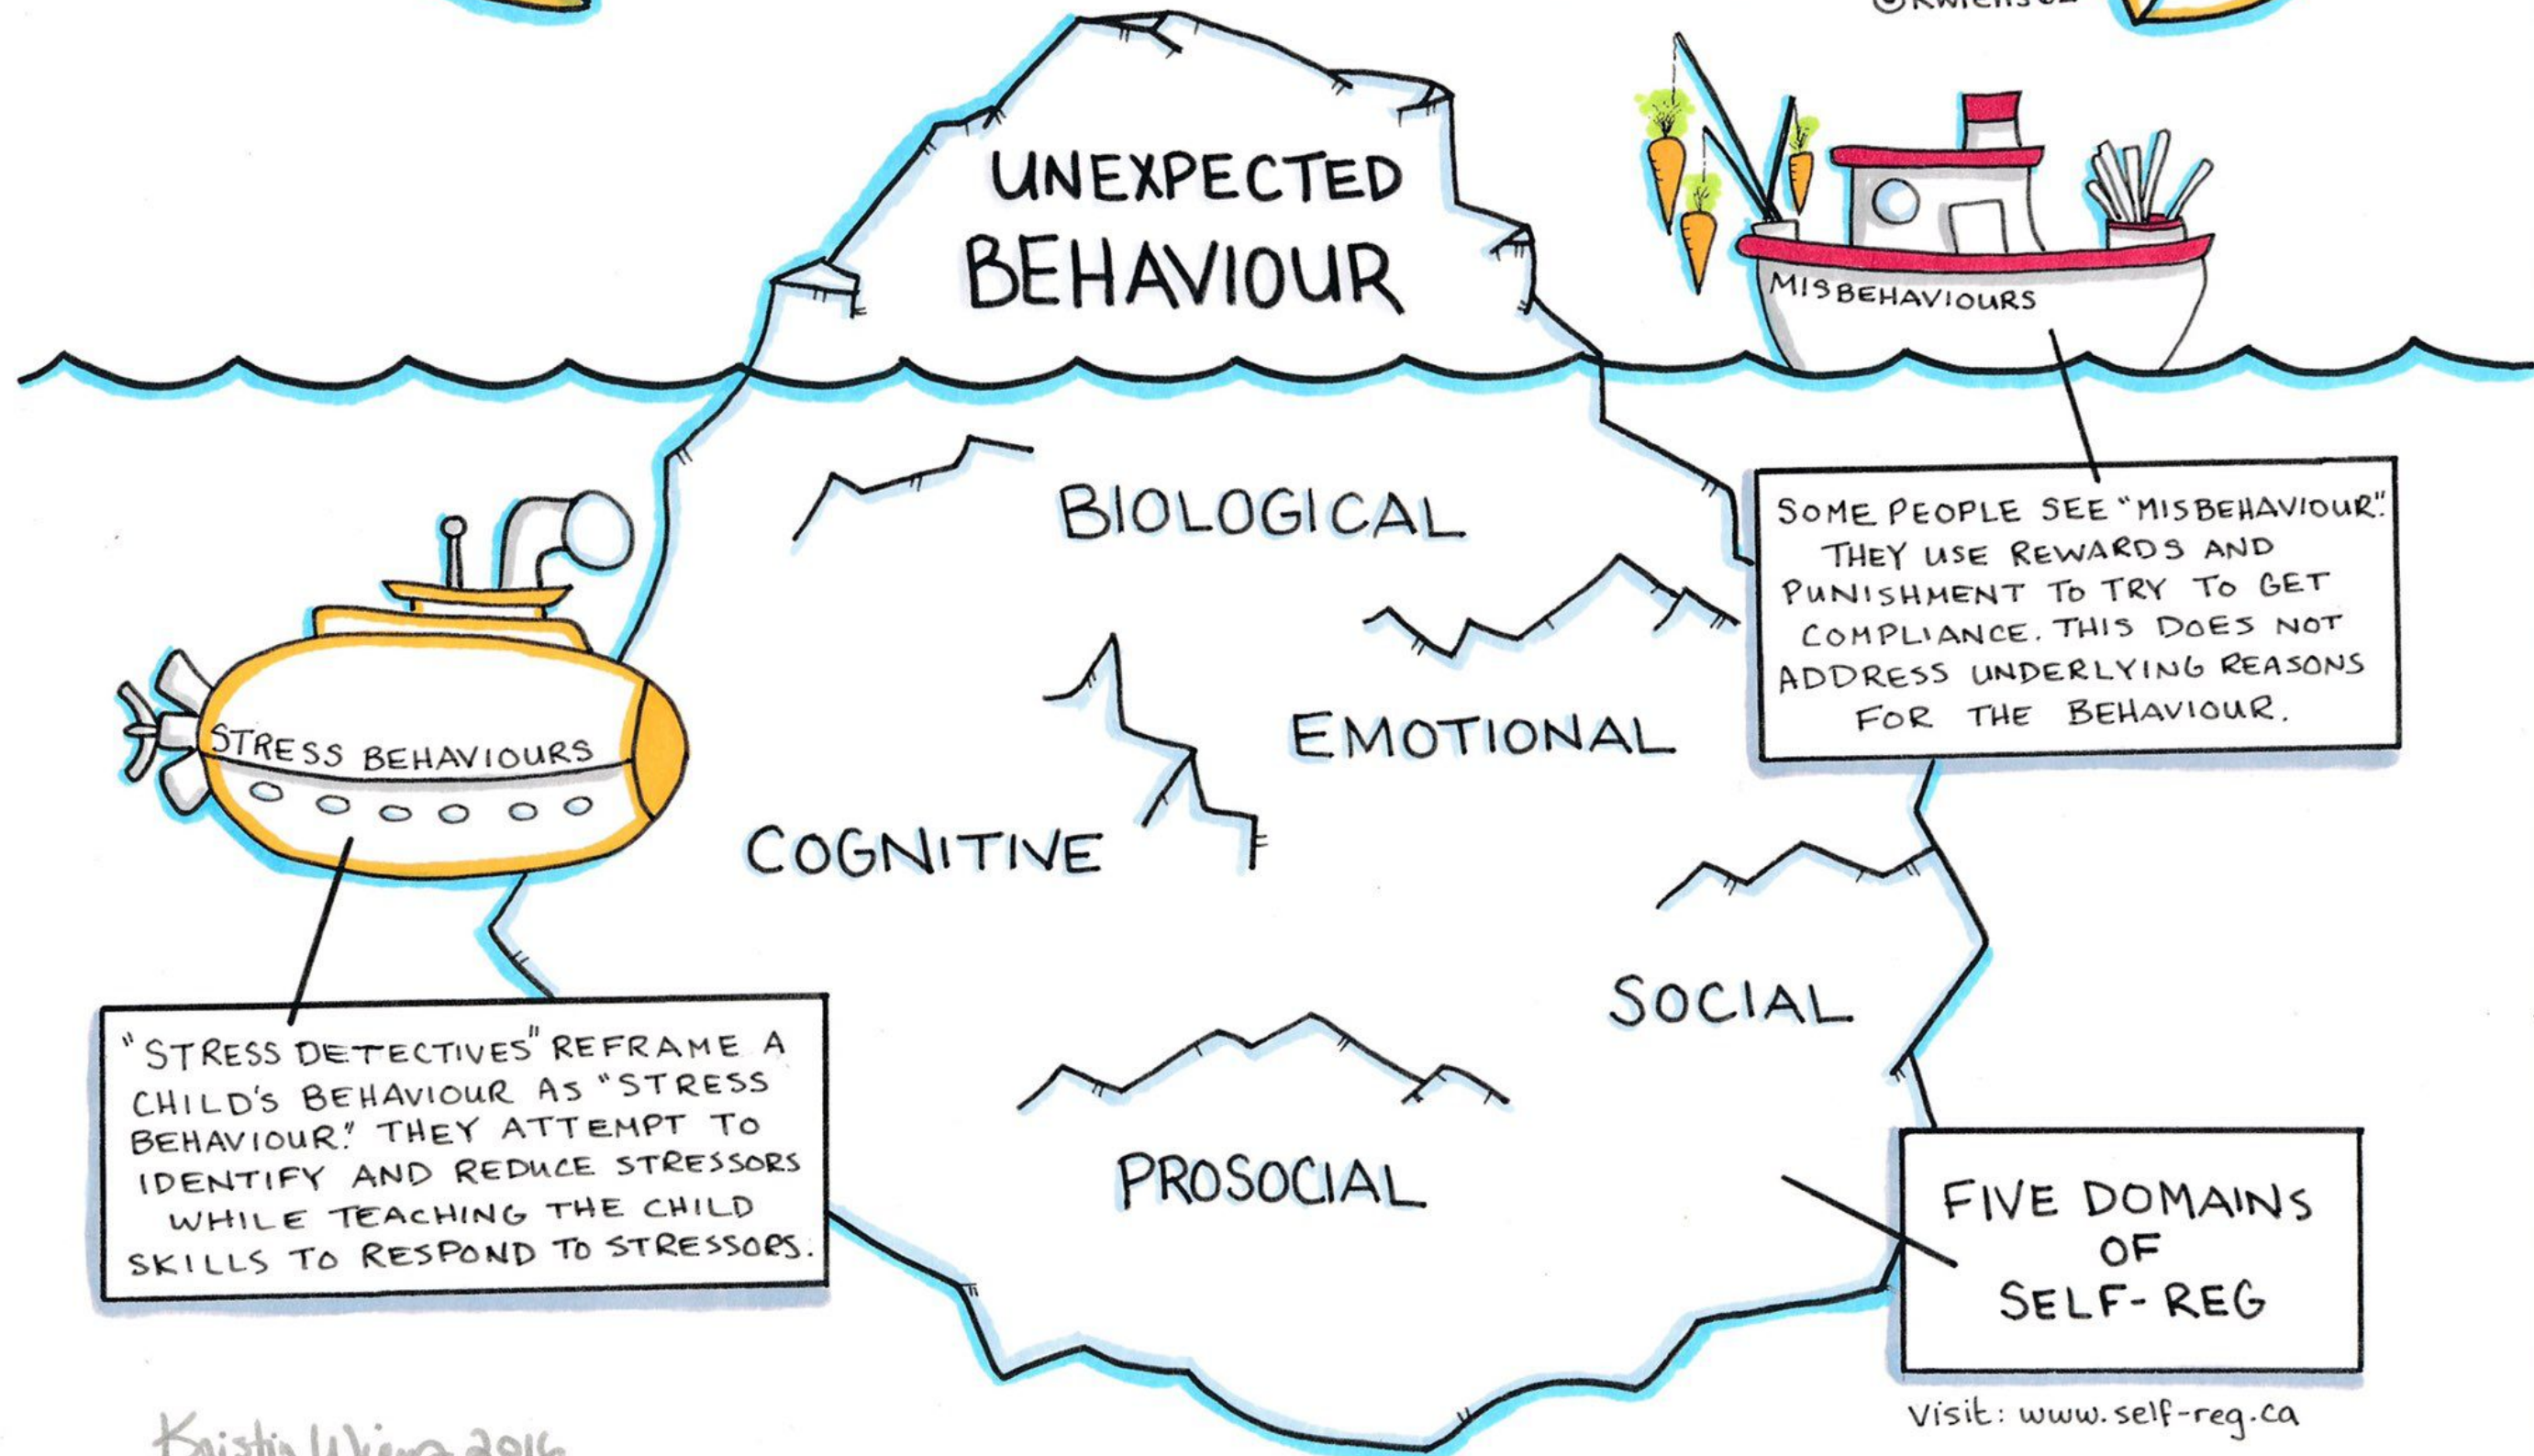 UNEXPECTED
BEHAVIOUR
MISBEHAVIOURS
BIOLOGICAL
SOME PEOPLE SEE "MISBEHAVIOUR."
THEY USE REWARDS AND
PUNISHMENT TO TRY TO GET
COMPLIANCE. THIS DOES NOT
ADDRESS UNDERLYING REASONS
FOR THE BEHAVIOUR.
EMOTIONAL
STRESS BEHAVIOURS
COGNITIVE
SOCIAL
"STRESS DETECTIVES" REFRAME A
CHILD'S BEHAVIOUR AS "STRESS
BEHAVIOUR." THEY ATTEMPT TO
IDENTIFY AND REDUCE STRESSORS
WHILE TEACHING THE CHILD
SKILLS TO RESPOND TO STRESSORS.
PROSOCIAL
FIVE DOMAINS
OF
SELF-REG
Visit: www.self-reg.ca
Kristin Wiens 2016